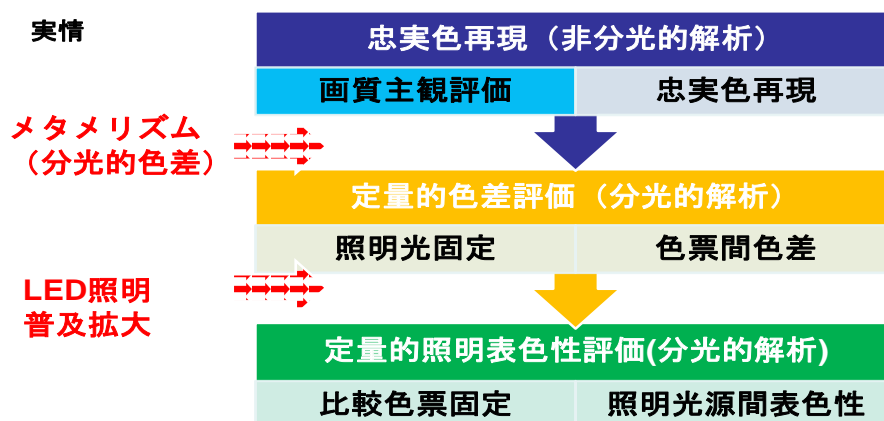 実情
忠実色再現（非分光的解析）
画質主観評価
忠実色再現
メタメリズム
（分光的色差）
定量的色差評価（分光的解析）
照明光固定
色票間色差
LED照明
普及拡大
定量的照明表色性評価(分光的解析)
比較色票固定
照明光源間表色性